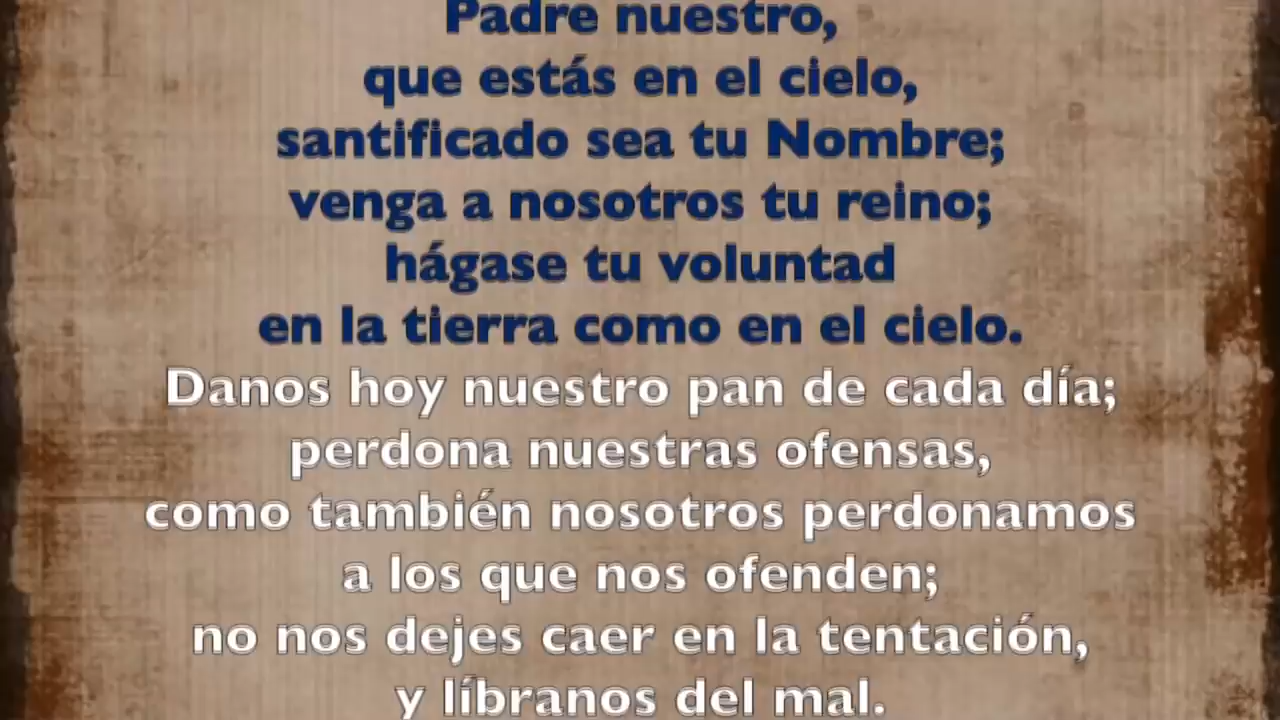 Padre nuestro,
que estás en el cielo,
santificado sea tu Nombre;
venga a nosotros tu reino;
hágase tu voluntad
en la tierra como en el cielo.
Danos hoy nuestro pan de cada día;
perdona nuestras ofensas,
como también nosotros perdonamos
a los que nos ofenden;
no nos dejes caer en la tentación,
y líbranos del mal.